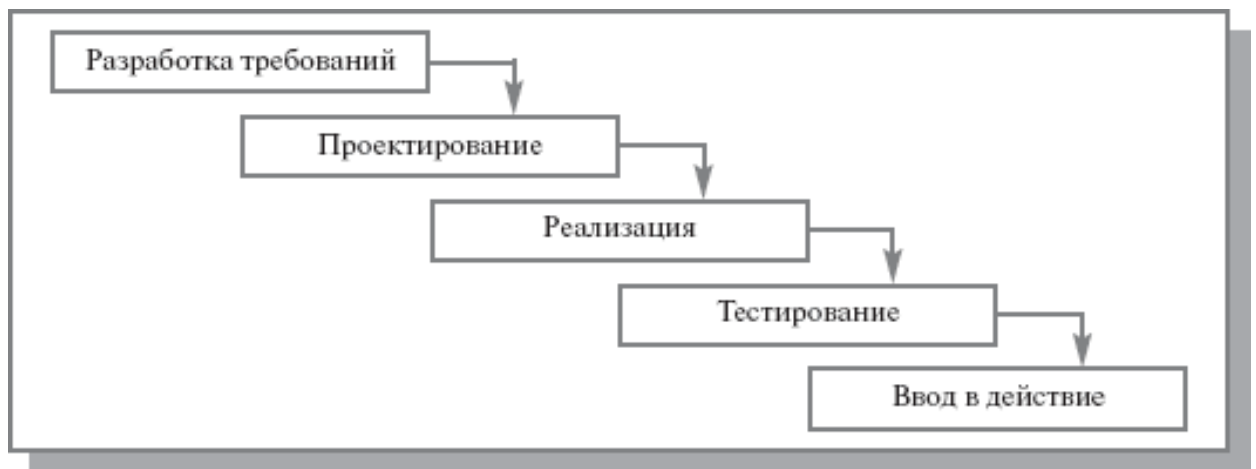 Разработка требований
Проектирование
Реализация
Тестирование
Ввод в действие